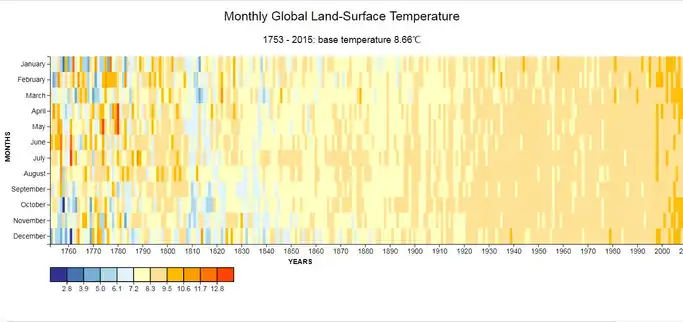 Monthly Global Land-Surface Temperature
1753 - 2015: base temperature 8.66℃
MONTHS
January
February
March
April
May
June
July
August
September
October
November
December
1760 1770 1780 1790 1800 1810 1820 1830 1840 1850 1860 1870 1880 1890 1900 1910 1920 1930 1940 1950 1960 1970 1980 1990 2000 2
YEARS
2.8 3.9 5.0 6.1 7.2 8.3 9.5 10.6 11.7 12.8